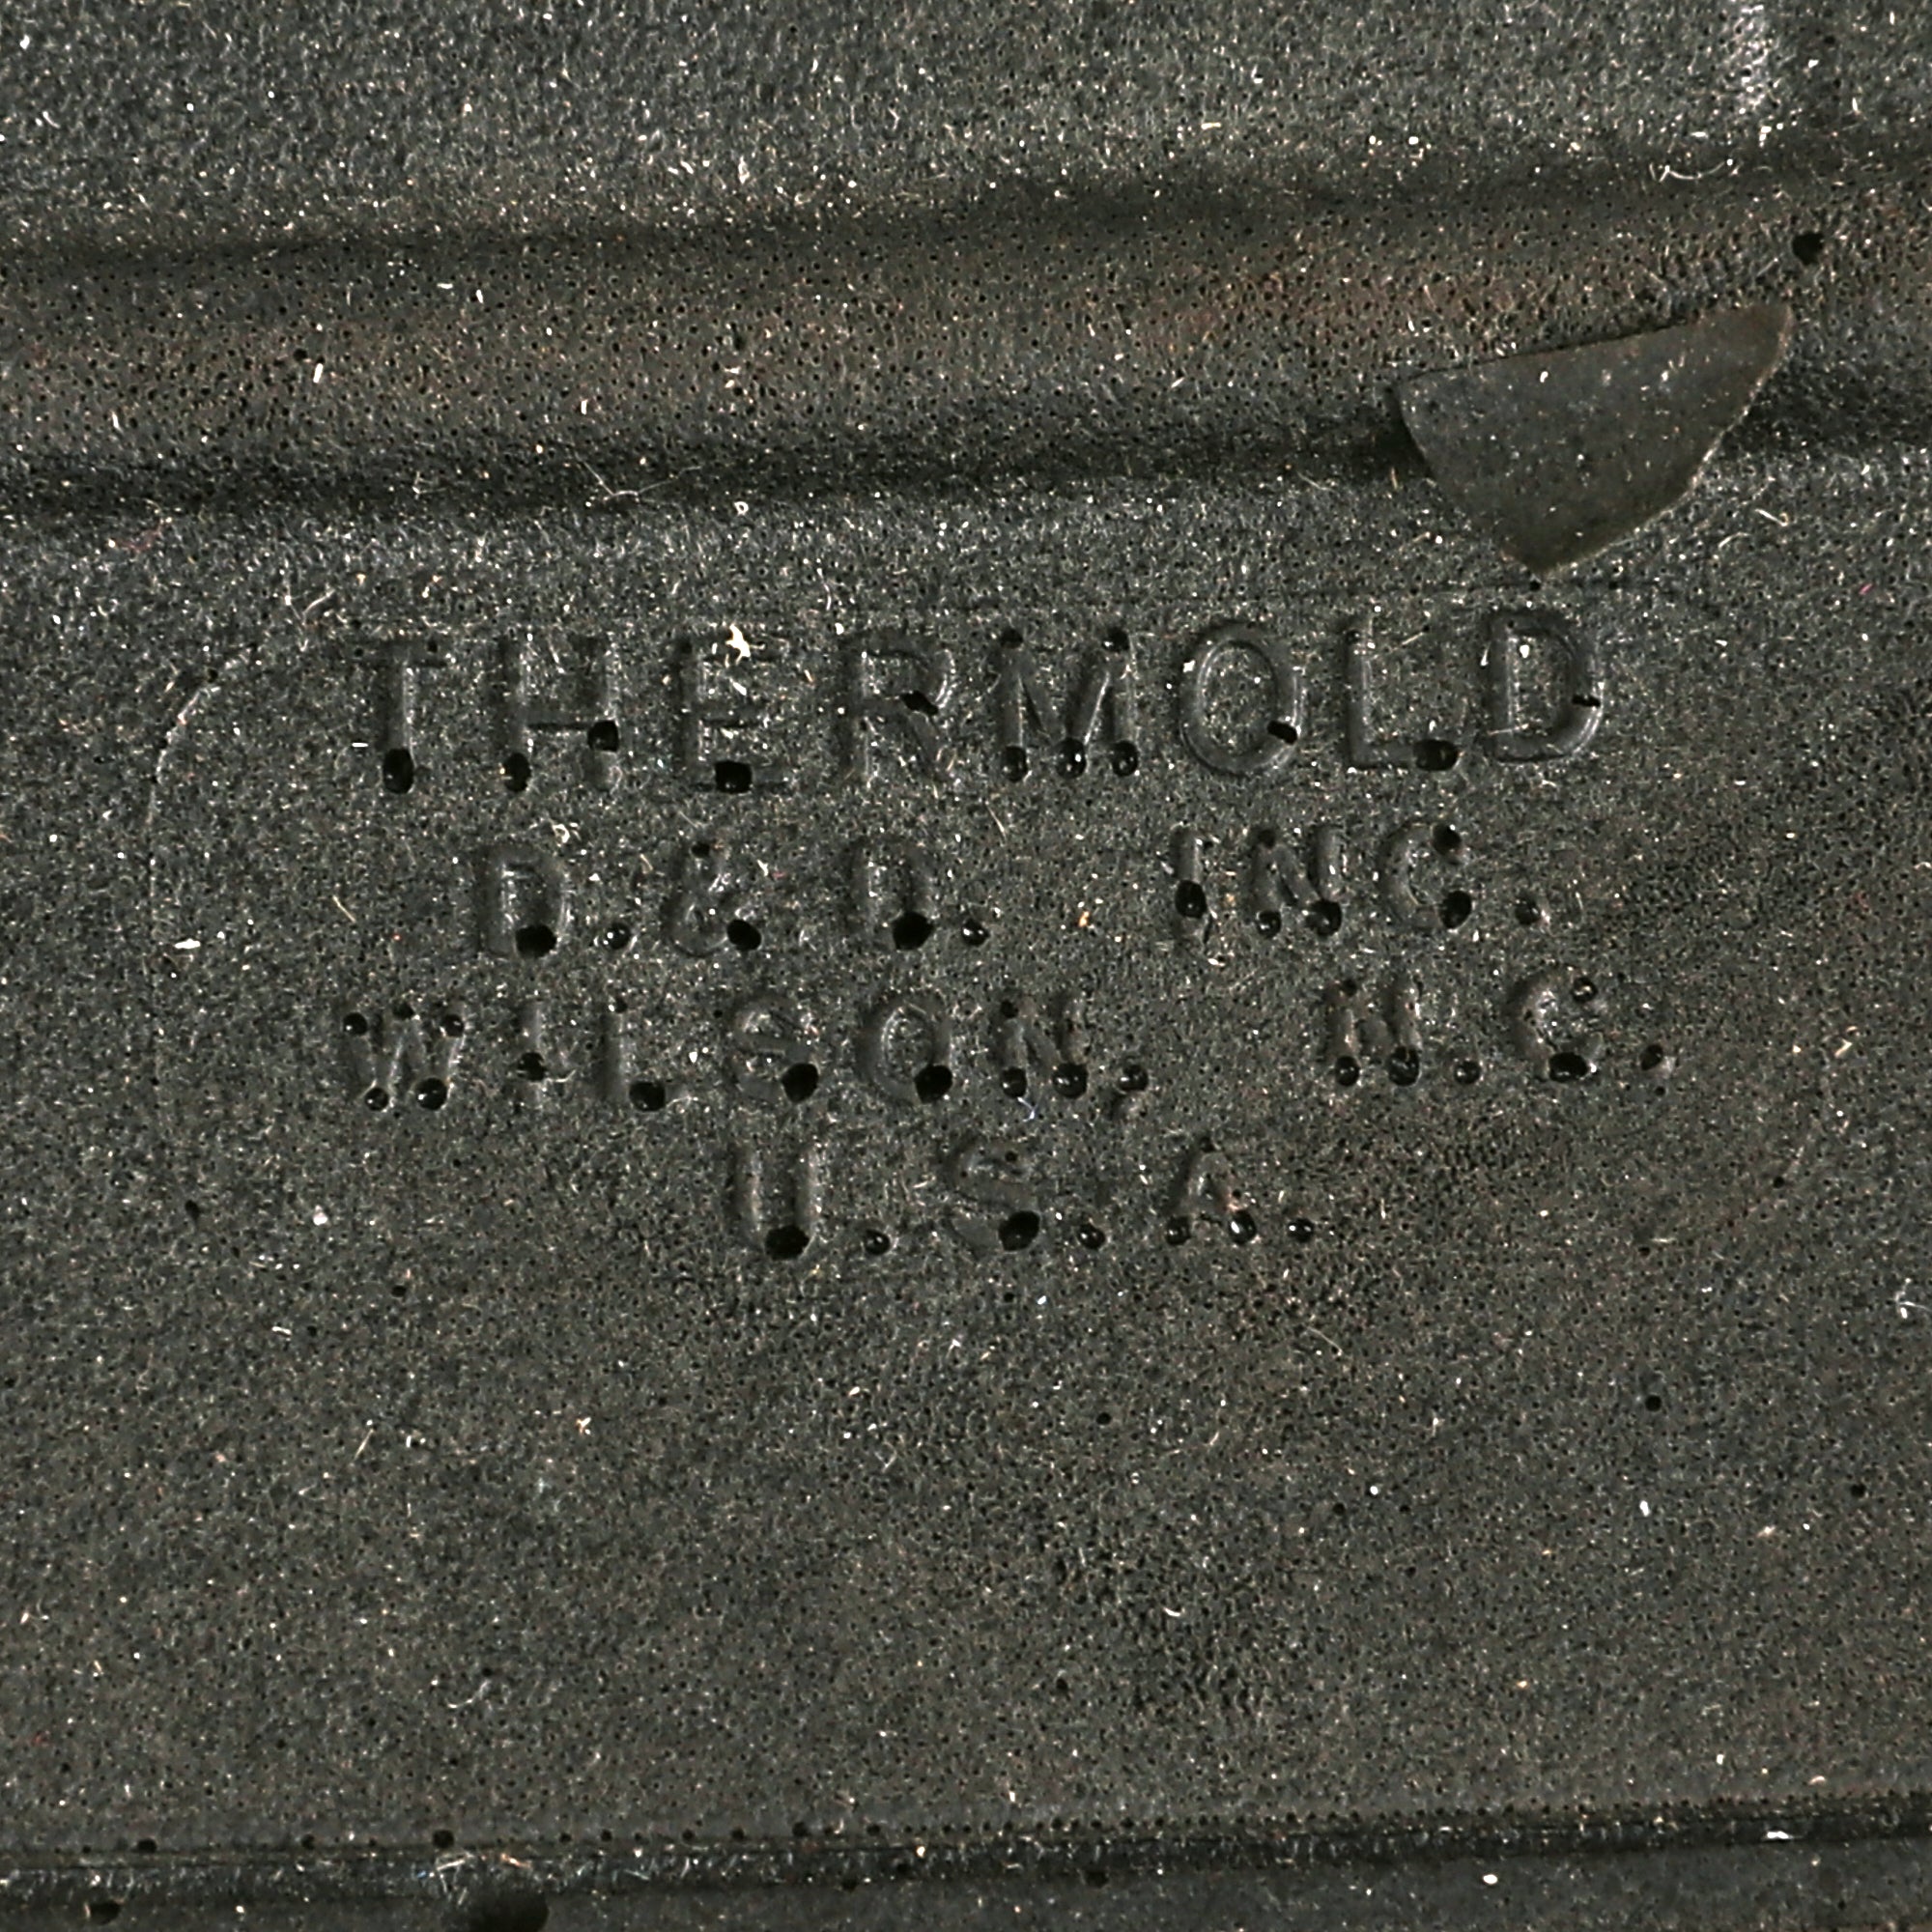 THERMOLD
D.& D. INC.
WILSON, N.C.
U.S.A.